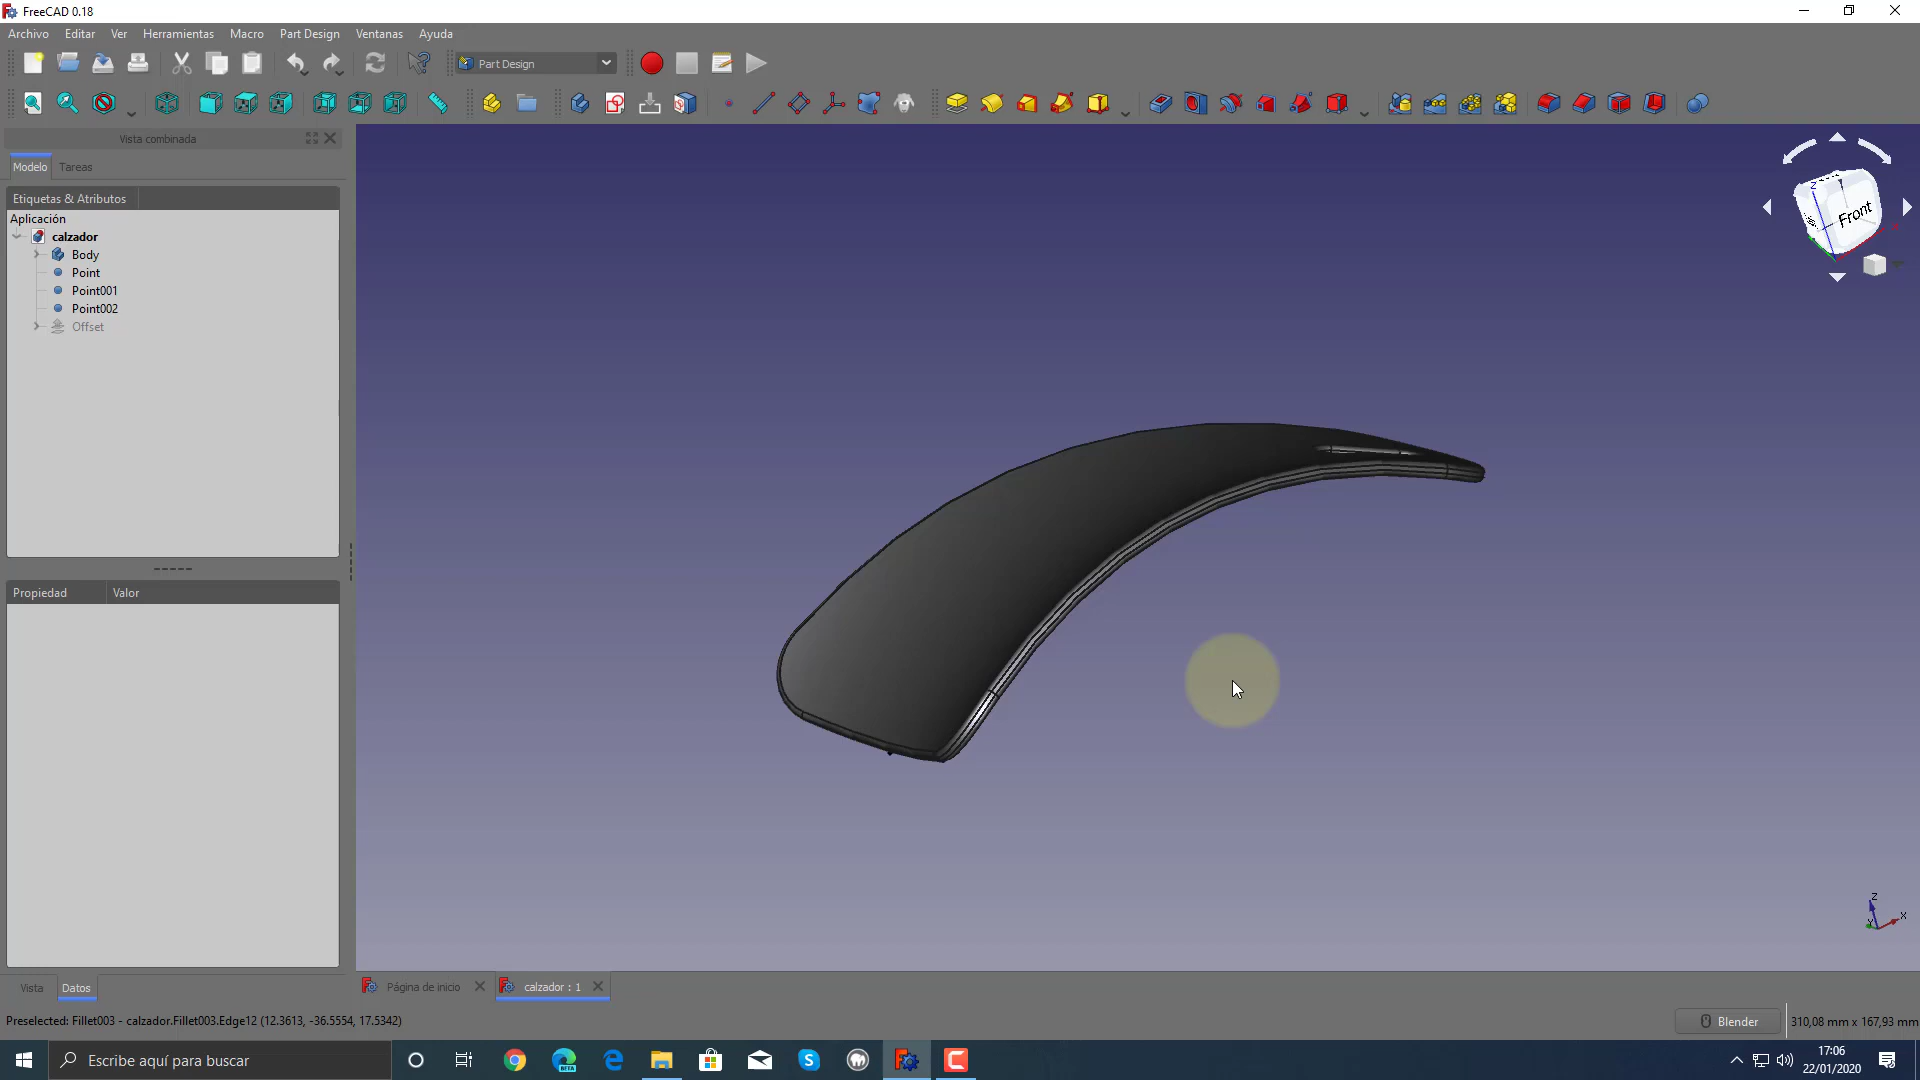 FreeCAD 0.18
Archivo Editar Ver Herramientas Macro Part Design Ventanas Ayuda
Part Design
Vista combinada
Modelo Tareas
Etiquetas & Atributos
Aplicación
calzador
Body
Point
Point001
Point002
Offset
Front
Z
Propiedad Valor
Z
X
Y
Vista Datos
Página de inicio
calzador : 1
Preselected: Fillet003 - calzador.Fillet003.Edge12 (12.3613, -36.5554, 17.5342)
Blender
310,08 mm x 167,93 mm
Escribe aquí para buscar
BETA
17:06
22/01/2020